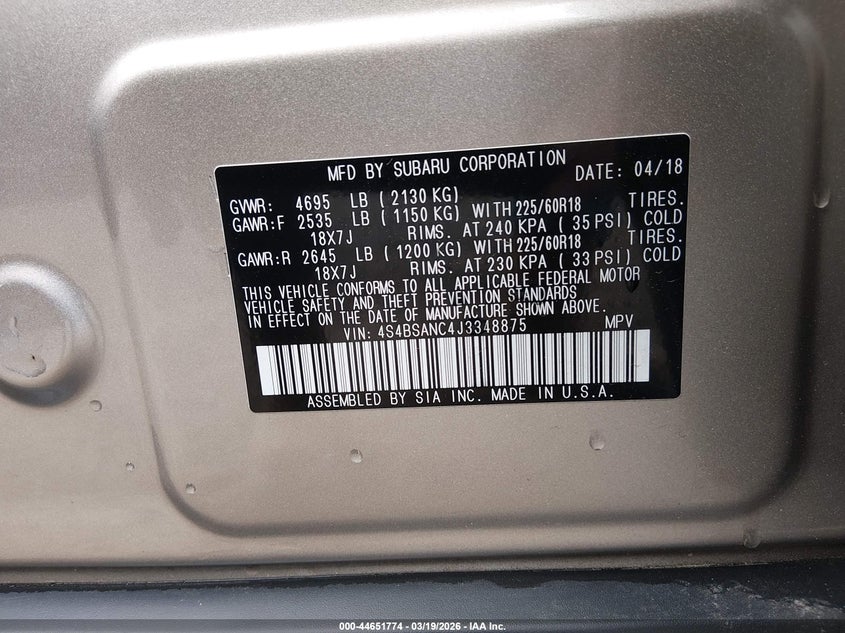 MFD BY SUBARU CORPORATION DATE: 04/18
GVWR: 4695 LB ( 2130 KG)
GAWR:F 2535 LB ( 1150 KG) WITH 225/60R18 TIRES.
18X7J RIMS. AT 240 KPA ( 35 PSI) COLD
GAWR:R 2645 LB ( 1200 KG) WITH 225/60R18 TIRES.
18X7J RIMS. AT 230 KPA ( 33 PSI) COLD
THIS VEHICLE CONFORMS TO ALL APPLICABLE FEDERAL MOTOR
VEHICLE SAFETY AND THEFT PREVENTION STANDARDS
IN EFFECT ON THE DATE OF MANUFACTURE SHOWN ABOVE.
VIN: 4S4BSANC4J3348875 MPV
ASSEMBLED BY SIA INC. MADE IN U.S.A.
000-44651774 | 03/19/2026 | IAA Inc.